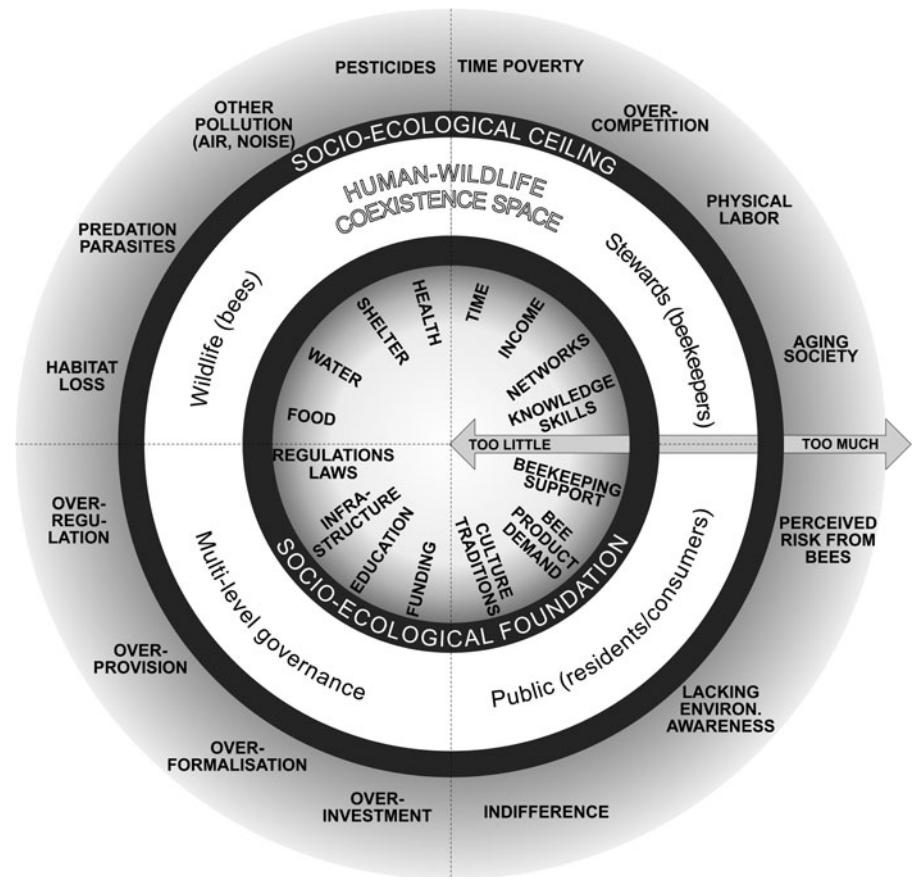 PESTICIDES
TIME POVERTY
OTHER
POLLUTION
(AIR, NOISE)
OVER-
COMPETITION
SOCIO-ECOLOGICAL CEILING
HUMAN-WILDLIFE
COEXISTENCE SPACE
PREDATION
PARASITES
PHYSICAL
LABOR
Wildlife (bees)
Stewards (beekeepers)
HABITAT
LOSS
AGING
SOCIETY
HEALTH
SHELTER
WATER
FOOD
TIME
INCOME
NETWORKS
KNOWLEDGE
SKILLS
TOO LITTLE
TOO MUCH
REGULATIONS
LAWS
INFRA-
STRUCTURE
EDUCATION
FUNDING
BEEKEEPING
SUPPORT
BEE
PRODUCT
DEMAND
CULTURE
TRADITIONS
SOCIO-ECOLOGICAL FOUNDATION
OVER-
REGU-
LATION
PERCEIVED
RISK FROM
BEES
Multi-level governance
Public (residents/consumers)
OVER-
PROVISION
LACKING
ENVIRON.
AWARENESS
OVER-
FORMALISATION
OVER-
INVESTMENT
INDIFFERENCE